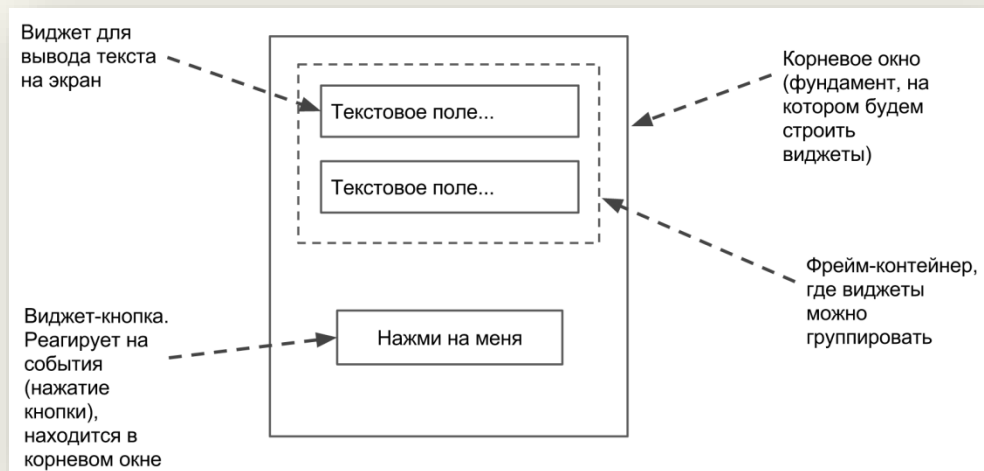 Виджет для
вывода текста
на экран
Текстовое поле...
Текстовое поле...
Корневое окно
(фундамент, на
котором будем
строить
виджеты)
Фрейм-контейнер,
где виджеты
можно
группировать
Виджет-кнопка.
Реагирует на
события
(нажатие
кнопки),
находится в
корневом окне
Нажми на меня